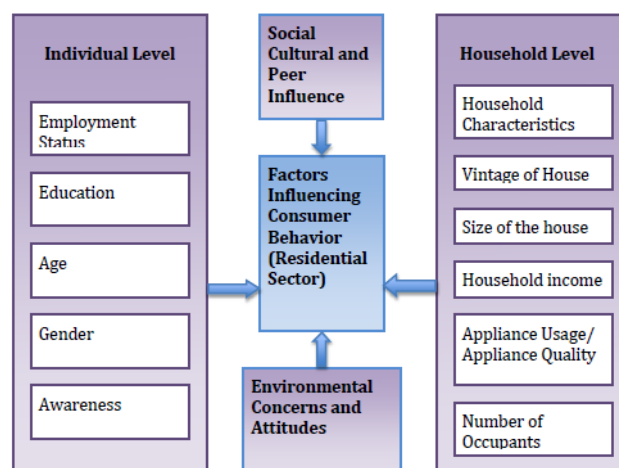 Individual Level
Employment
Status
Education
Age
Gender
Awareness
Social
Cultural and
Peer
Influence
Factors
Influencing
Consumer
Behavior
(Residential
Sector)
Environmental
Concerns and
Attitudes
Household Level
Household
Characteristics
Vintage of House
Size of the house
Household income
Appliance Usage/
Appliance Quality
Number of
Occupants